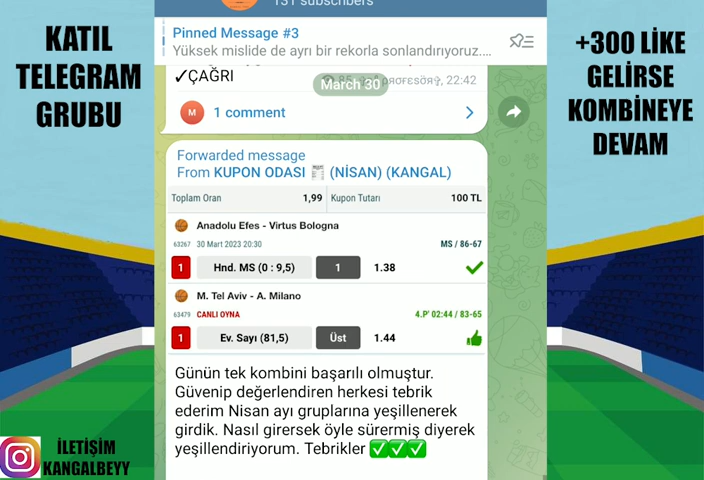 131 subscribers
KATIL
TELEGRAM
GRUBU
Pinned Message #3
Yüksek mislide de ayrı bir rekorla sonlandırıyoruz....
+300 LİKE
GELİRSE
KOMBİNEYE
DEVAM
✓ÇAĞRI
22:42
March 30
M
1 comment
Forwarded message
From KUPON ODASI (NİSAN) (KANGAL)
Toplam Oran 1,99 Kupon Tutarı 100 TL
Anadolu Efes - Virtus Bologna
63267 30 Mart 2023 20:30 MS / 86-67
1 Hnd. MS (0 : 9,5) 1 1.38
M. Tel Aviv - A. Milano
63479 CANLI OYNA 4.P' 02:44 / 83-65
1 Ev. Sayı (81,5) Üst 1.44
Günün tek kombini başarılı olmuştur.
Güvenip değerlendiren herkesi tebrik
ederim Nisan ayı gruplarına yeşillenerek
girdik. Nasıl girersek öyle sürermiş diyerek
yeşillendiriyorum. Tebrikler ✅✅✅
İLETİŞİM
KANGALBEYY